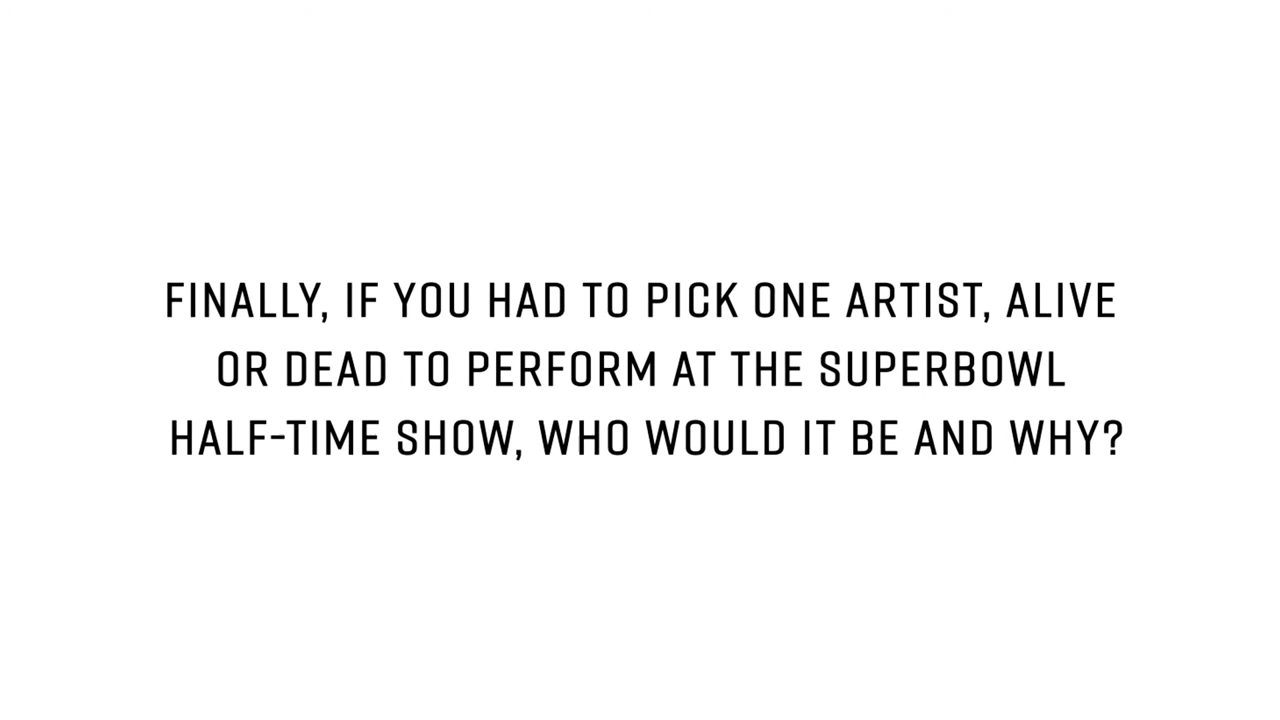 FINALLY, IF YOU HAD TO PICK ONE ARTIST, ALIVE
OR DEAD TO PERFORM AT THE SUPERBOWL
HALF-TIME SHOW, WHO WOULD IT BE AND WHY?